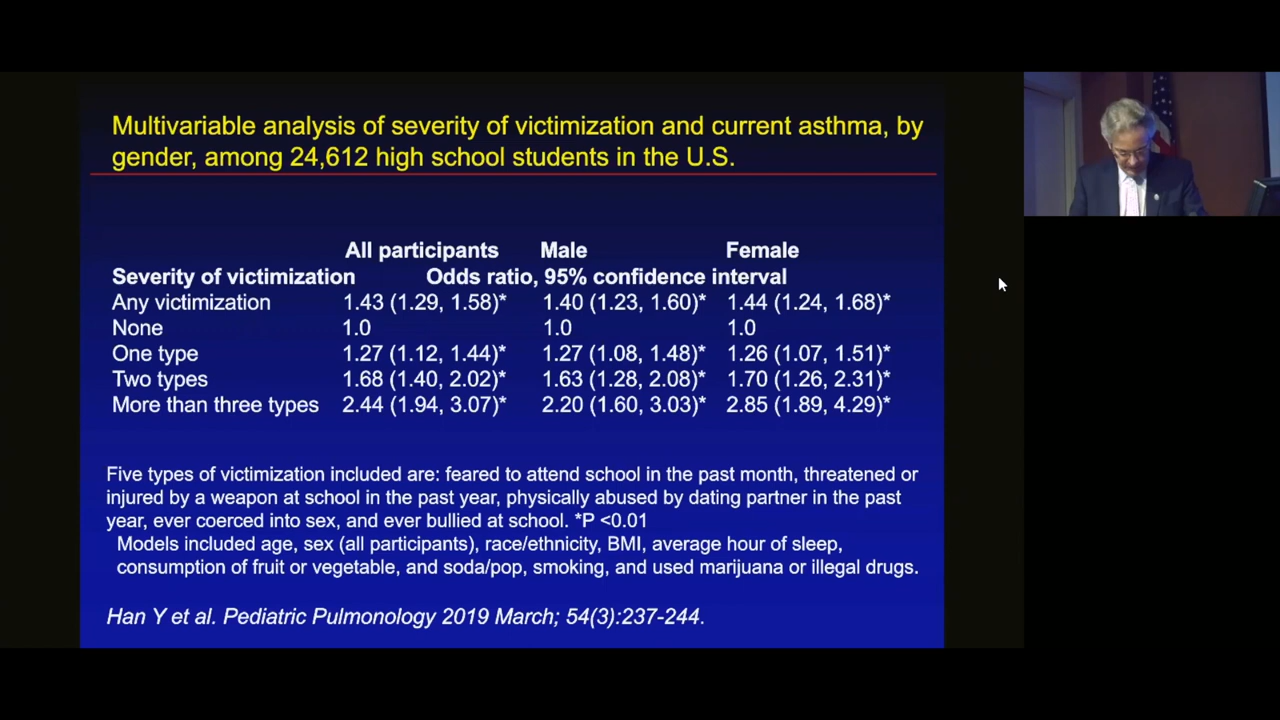 Multivariable analysis of severity of victimization and current asthma, by
gender, among 24,612 high school students in the U.S.
All participants Male Female
Severity of victimization Odds ratio, 95% confidence interval
Any victimization 1.43 (1.29, 1.58)* 1.40 (1.23, 1.60)* 1.44 (1.24, 1.68)*
None 1.0 1.0 1.0
One type 1.27 (1.12, 1.44)* 1.27 (1.08, 1.48)* 1.26 (1.07, 1.51)*
Two types 1.68 (1.40, 2.02)* 1.63 (1.28, 2.08)* 1.70 (1.26, 2.31)*
More than three types 2.44 (1.94, 3.07)* 2.20 (1.60, 3.03)* 2.85 (1.89, 4.29)*
Five types of victimization included are: feared to attend school in the past month, threatened or
injured by a weapon at school in the past year, physically abused by dating partner in the past
year, ever coerced into sex, and ever bullied at school. *P <0.01
Models included age, sex (all participants), race/ethnicity, BMI, average hour of sleep,
consumption of fruit or vegetable, and soda/pop, smoking, and used marijuana or illegal drugs.
Han Y et al. Pediatric Pulmonology 2019 March; 54(3):237-244.